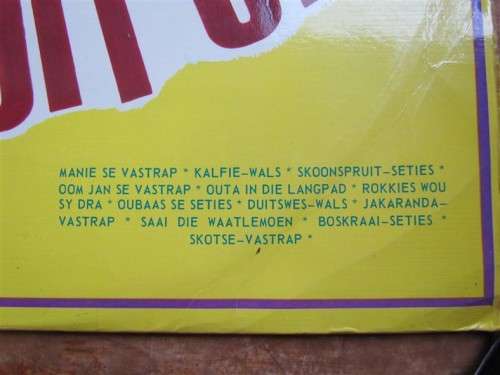 MANIE SE VASTRAP * KALFIE-WALS * SKOONSPRUIT-SETIES *
OOM JAN SE VASTRAP * OUTA IN DIE LANGPAD * ROKKIES WOU
SY DRA * OUBAAS SE SETIES * DUITSWES-WALS * JAKARANDA-
VASTRAP * SAAI DIE WAATLEMOEN * BOSKRAAI-SETIES *
SKOTSE-VASTRAP *